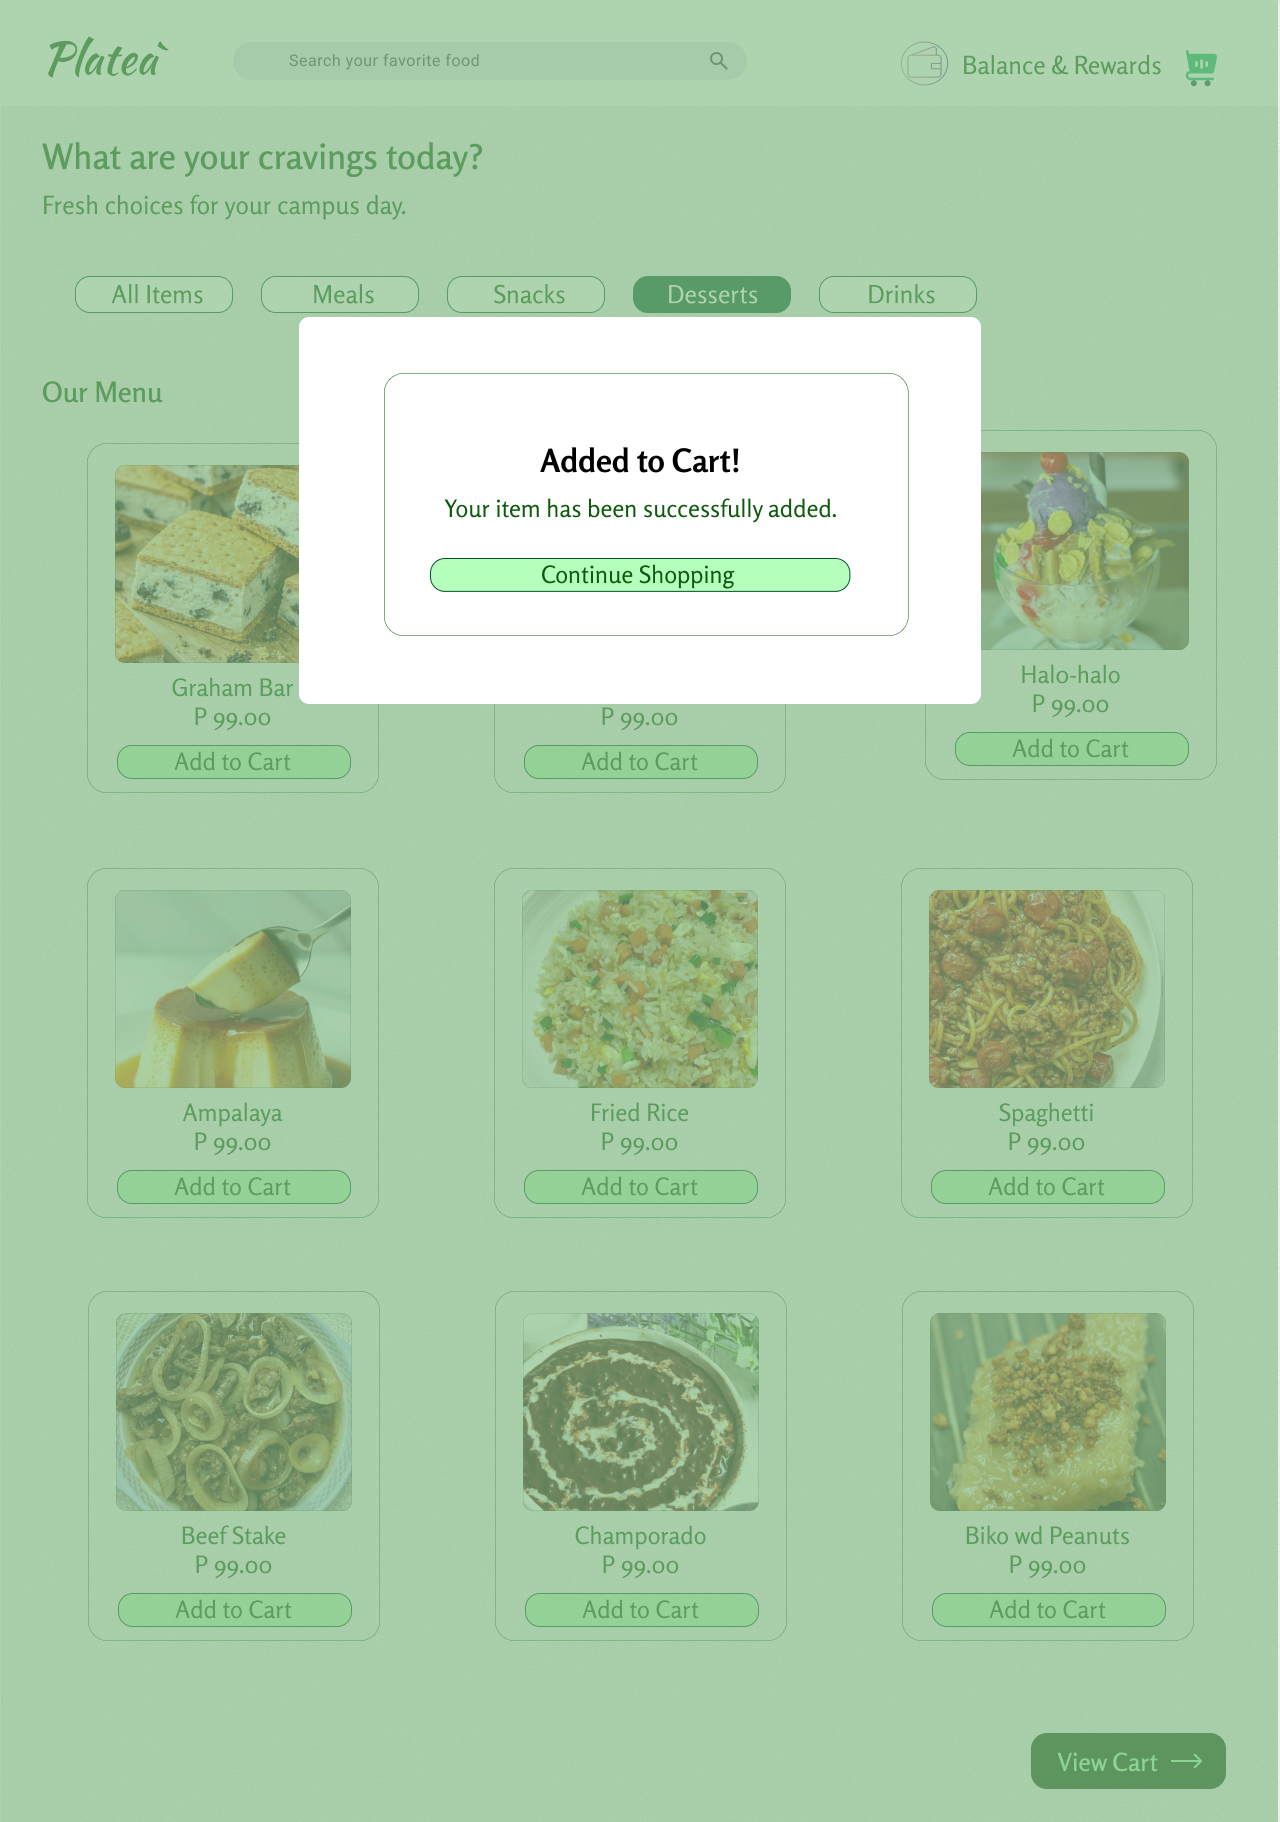 Plateà
Search your favorite food
Balance & Rewards
What are your cravings today?
Fresh choices for your campus day.
All Items
Meals
Snacks
Desserts
Drinks
Our Menu
Added to Cart!
Your item has been successfully added.
Continue Shopping
Graham Bar
P 99.00
Add to Cart
P 99.00
Add to Cart
Halo-halo
P 99.00
Add to Cart
Ampalaya
P 99.00
Add to Cart
Fried Rice
P 99.00
Add to Cart
Spaghetti
P 99.00
Add to Cart
Beef Stake
P 99.00
Add to Cart
Champorado
P 99.00
Add to Cart
Biko wd Peanuts
P 99.00
Add to Cart
View Cart